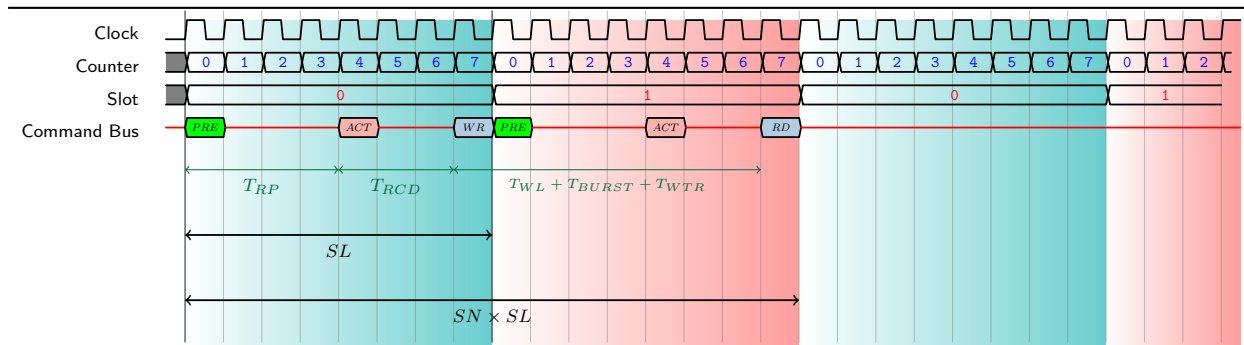 Clock
Counter 0 1 2 3 4 5 6 7 0 1 2 3 4 5 6 7 0 1 2 3 4 5 6 7 0 1 2
Slot 0 1 0 1
Command Bus PRE ACT WR PRE ACT RD
T_RP T_RCD T_WL + T_BURST + T_WTR
SL
SN × SL